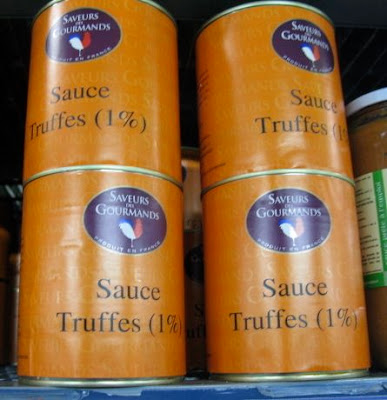 SAVEURS
DES
GOURMANDS
PRODUIT EN FRANCE
Sauce
Truffes (1%)
SAVEURS
DES
GOURMANDS
PRODUIT EN FRANCE
Sauce
Truffes (1%
SAVEURS
DES
GOURMANDS
PRODUIT EN FRANCE
Sauce
Truffes (1%
SAVEURS
DES
GOURMANDS
PRODUIT EN FRANCE
Sauce
Truffes (1%)